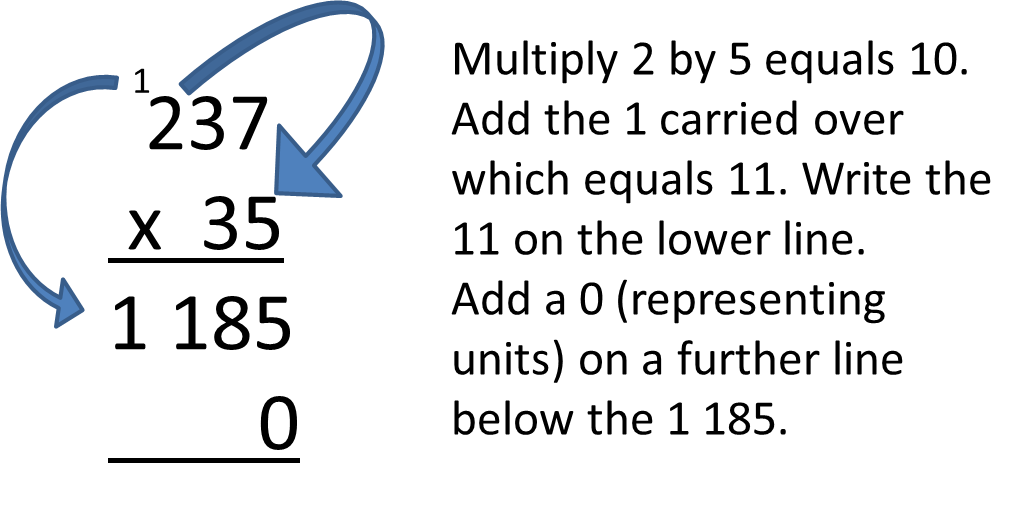 1
237
x 35
1 185
0
Multiply 2 by 5 equals 10.
Add the 1 carried over
which equals 11. Write the
11 on the lower line.
Add a 0 (representing
units) on a further line
below the 1 185.